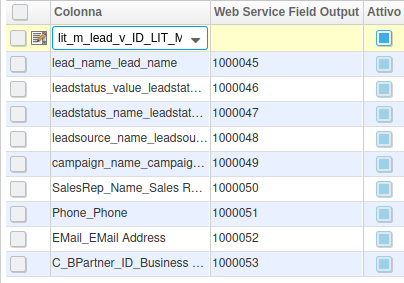 Colonna Web Service Field Output Attivo
lit_m_lead_v_ID_LIT_M
lead_name_lead_name 1000045
leadstatus_value_leadstat... 1000046
leadstatus_name_leadstat... 1000047
leadsource_name_leadsou... 1000048
campaign_name_campaig... 1000049
SalesRep_Name_Sales R... 1000050
Phone_Phone 1000051
EMail_EMail Address 1000052
C_BPartner_ID_Business ... 1000053